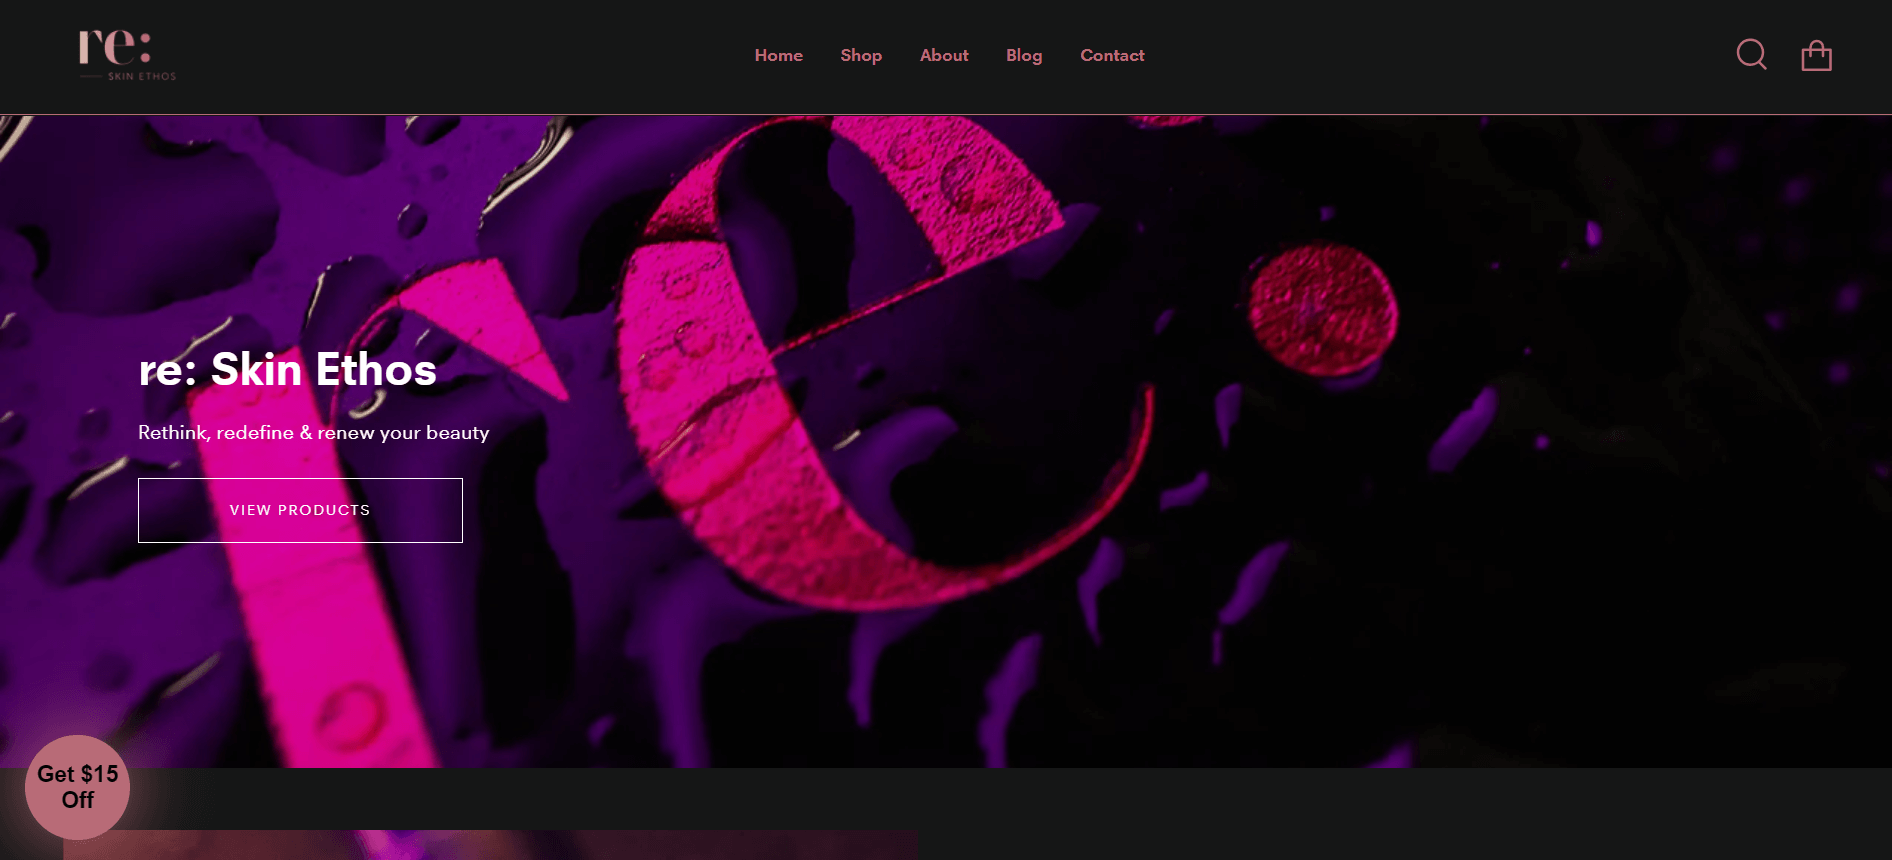 re:
SKIN ETHOS
Home
Shop
About
Blog
Contact
re:
re: Skin Ethos
Rethink, redefine & renew your beauty
VIEW PRODUCTS
Get $15
Off